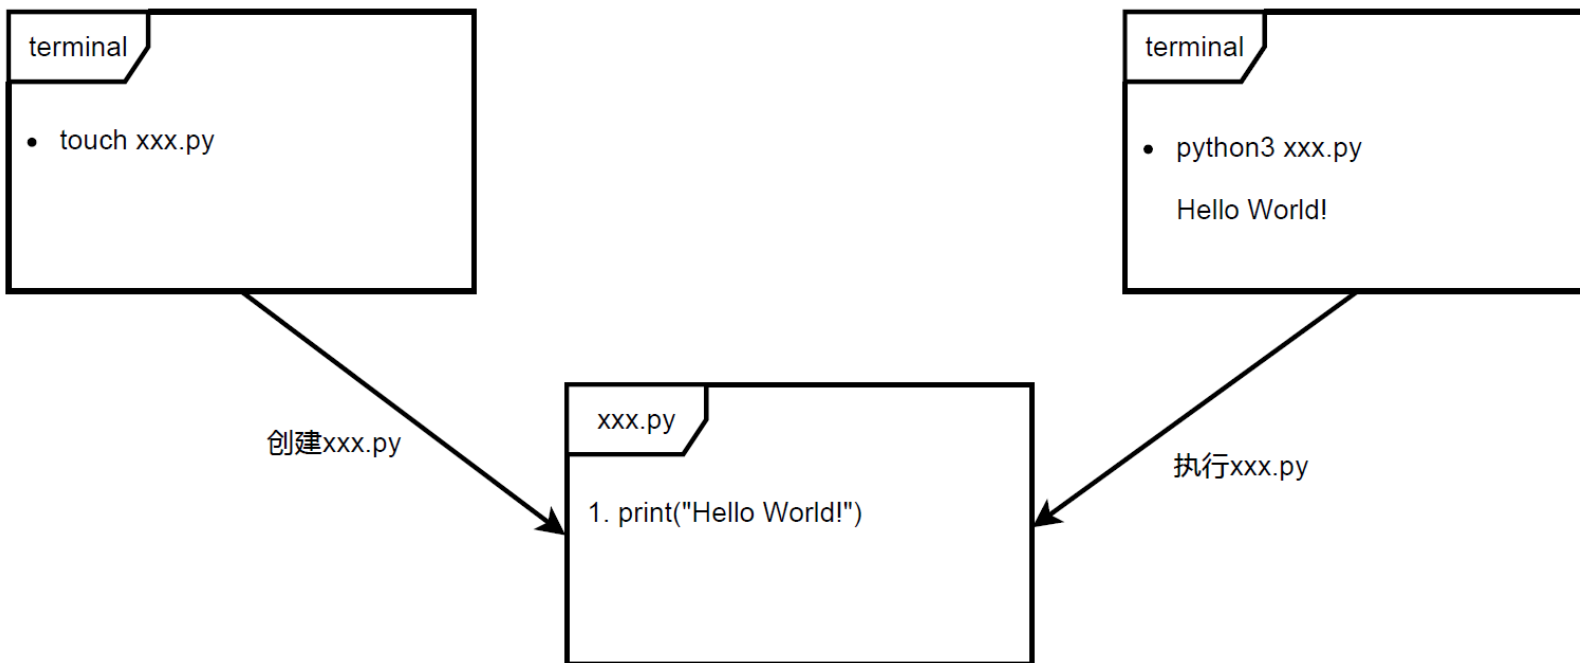 terminal
• touch xxx.py
terminal
• python3 xxx.py
Hello World!
创建xxx.py
执行xxx.py
xxx.py
1. print("Hello World!")